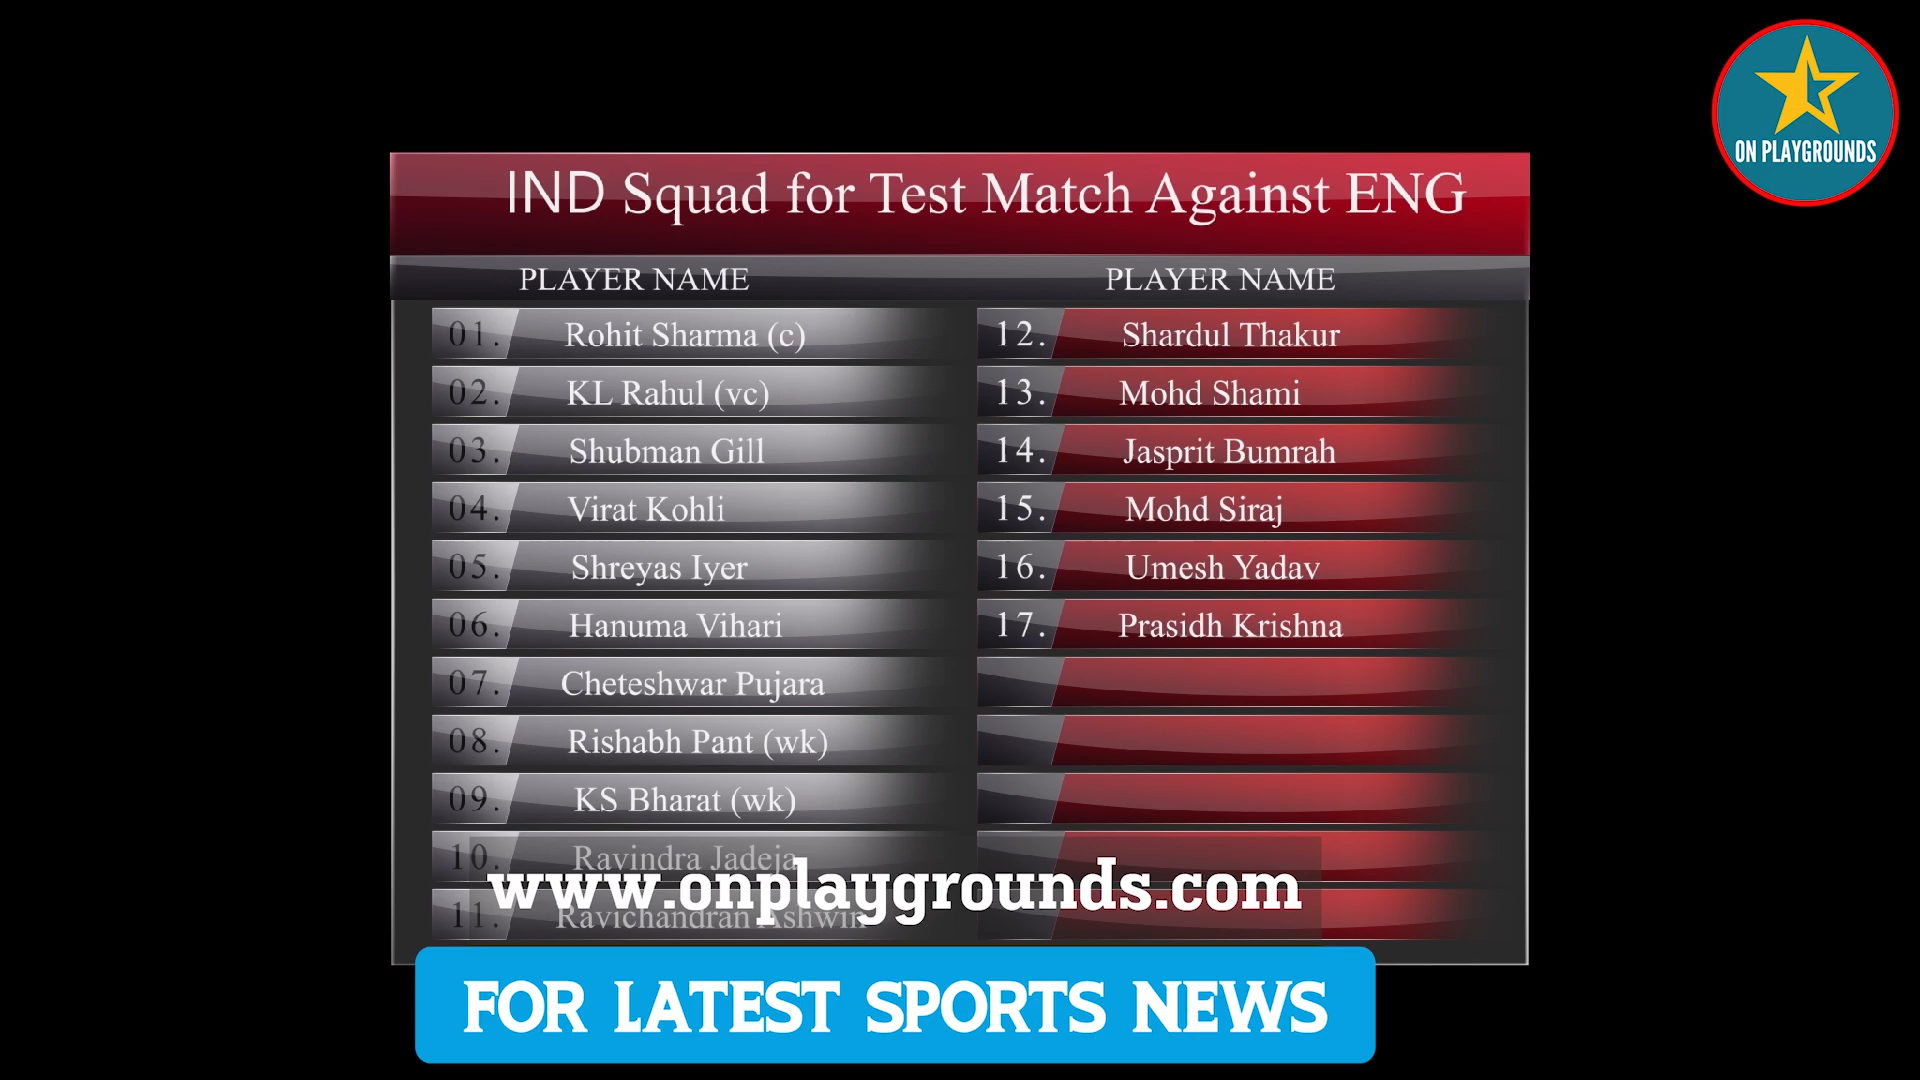 ON PLAYGROUNDS
IND Squad for Test Match Against ENG
PLAYER NAME
01. Rohit Sharma (c)
02. KL Rahul (vc)
03. Shubman Gill
04. Virat Kohli
05. Shreyas Iyer
06. Hanuma Vihari
07. Cheteshwar Pujara
08. Rishabh Pant (wk)
09. KS Bharat (wk)
10. Ravindra Jadeja
11. Ravichandran Ashwin
PLAYER NAME
12. Shardul Thakur
13. Mohd Shami
14. Jasprit Bumrah
15. Mohd Siraj
16. Umesh Yadav
17. Prasidh Krishna
www.onplaygrounds.com
FOR LATEST SPORTS NEWS